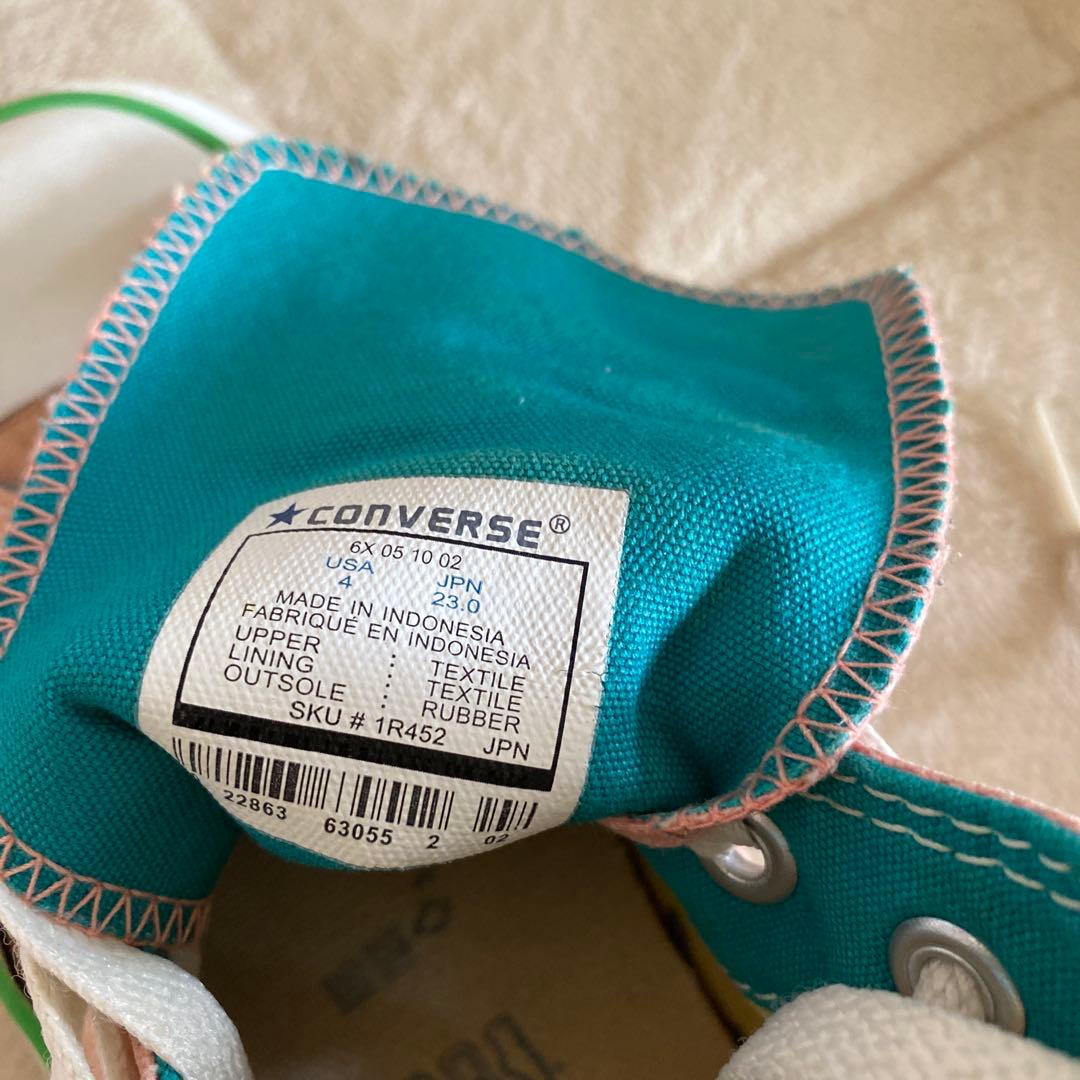 ★CONVERSE®
6X 05 10 02
USA JPN
4 23.0
MADE IN INDONESIA
FABRIQUÉ EN INDONESIA
UPPER : TEXTILE
LINING : TEXTILE
OUTSOLE : RUBBER
SKU # 1R452 JPN
22863 63055 2 02